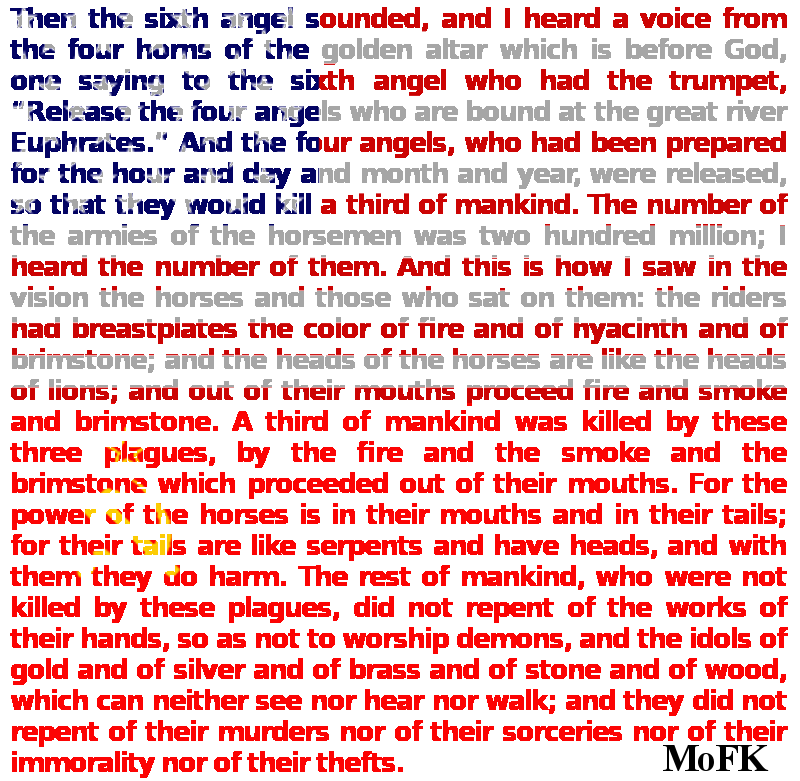 Then the sixth angel sounded, and I heard a voice from
the four horns of the golden altar which is before God,
one saying to the sixth angel who had the trumpet,
“Release the four angels who are bound at the great river
Euphrates.” And the four angels, who had been prepared
for the hour and day and month and year, were released,
so that they would kill a third of mankind. The number of
the armies of the horsemen was two hundred million; I
heard the number of them. And this is how I saw in the
vision the horses and those who sat on them: the riders
had breastplates the color of fire and of hyacinth and of
brimstone; and the heads of the horses are like the heads
of lions; and out of their mouths proceed fire and smoke
and brimstone. A third of mankind was killed by these
three plagues, by the fire and the smoke and the
brimstone which proceeded out of their mouths. For the
power of the horses is in their mouths and in their tails;
for their tails are like serpents and have heads, and with
them they do harm. The rest of mankind, who were not
killed by these plagues, did not repent of the works of
their hands, so as not to worship demons, and the idols of
gold and of silver and of brass and of stone and of wood,
which can neither see nor hear nor walk; and they did not
repent of their murders nor of their sorceries nor of their
immorality nor of their thefts.
MoFK